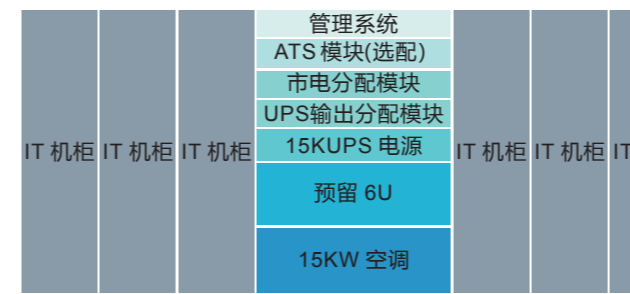 管理系统
ATS 模块(选配)
市电分配模块
UPS输出分配模块
15KUPS 电源
预留 6U
15KW 空调
IT 机柜 IT 机柜 IT 机柜
IT 机柜 IT 机柜 IT